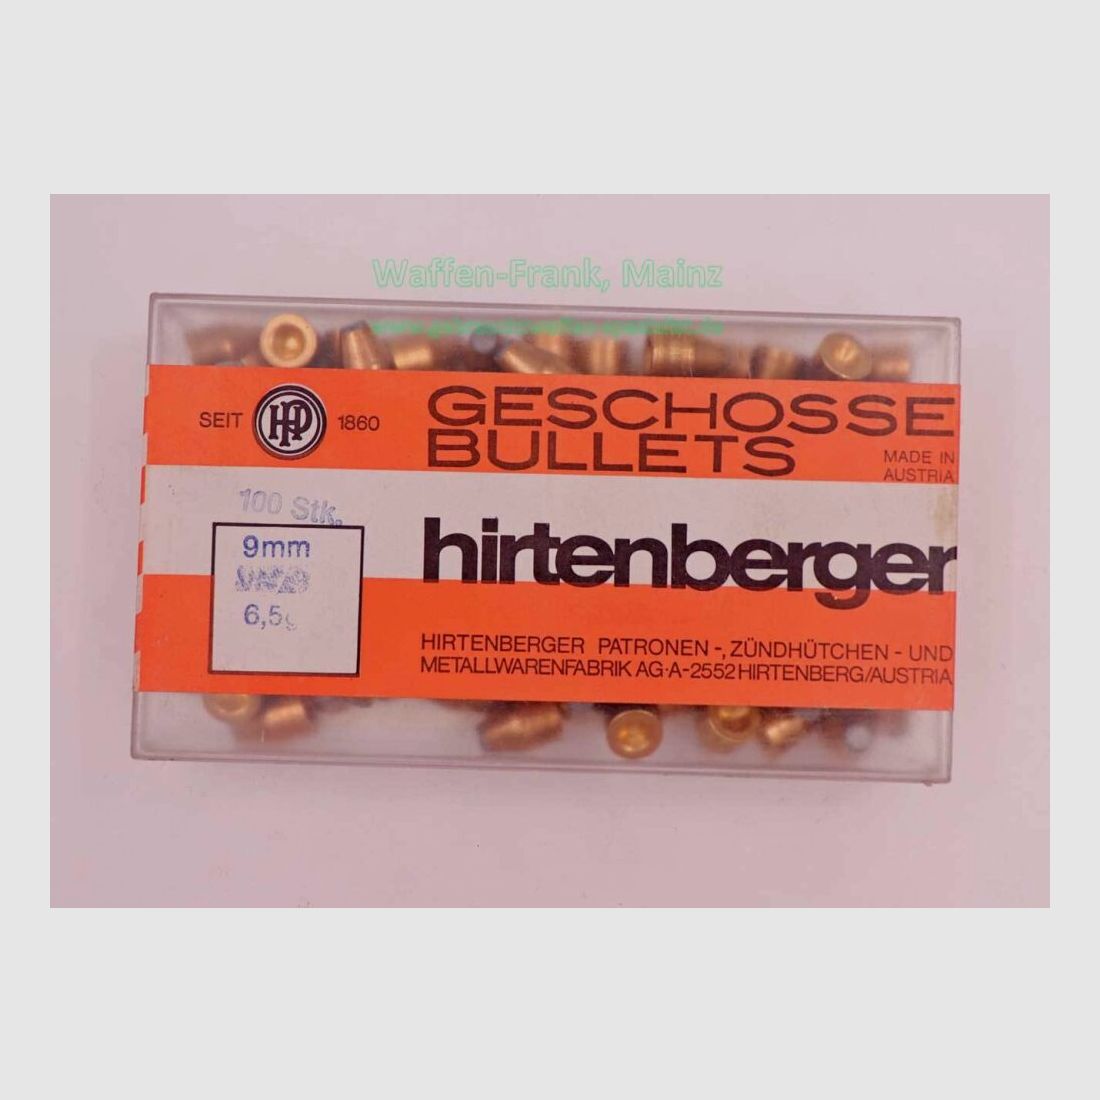 Waffen-Frank, Mainz
SEIT HP 1860
GESCHOSSE
BULLETS
MADE IN
AUSTRIA
100 Stk.
9mm
6,5g
hirtenberger
HIRTENBERGER PATRONEN-, ZÜNDHÜTCHEN- UND
METALLWARENFABRIK AG·A-2552 HIRTENBERG/AUSTRIA